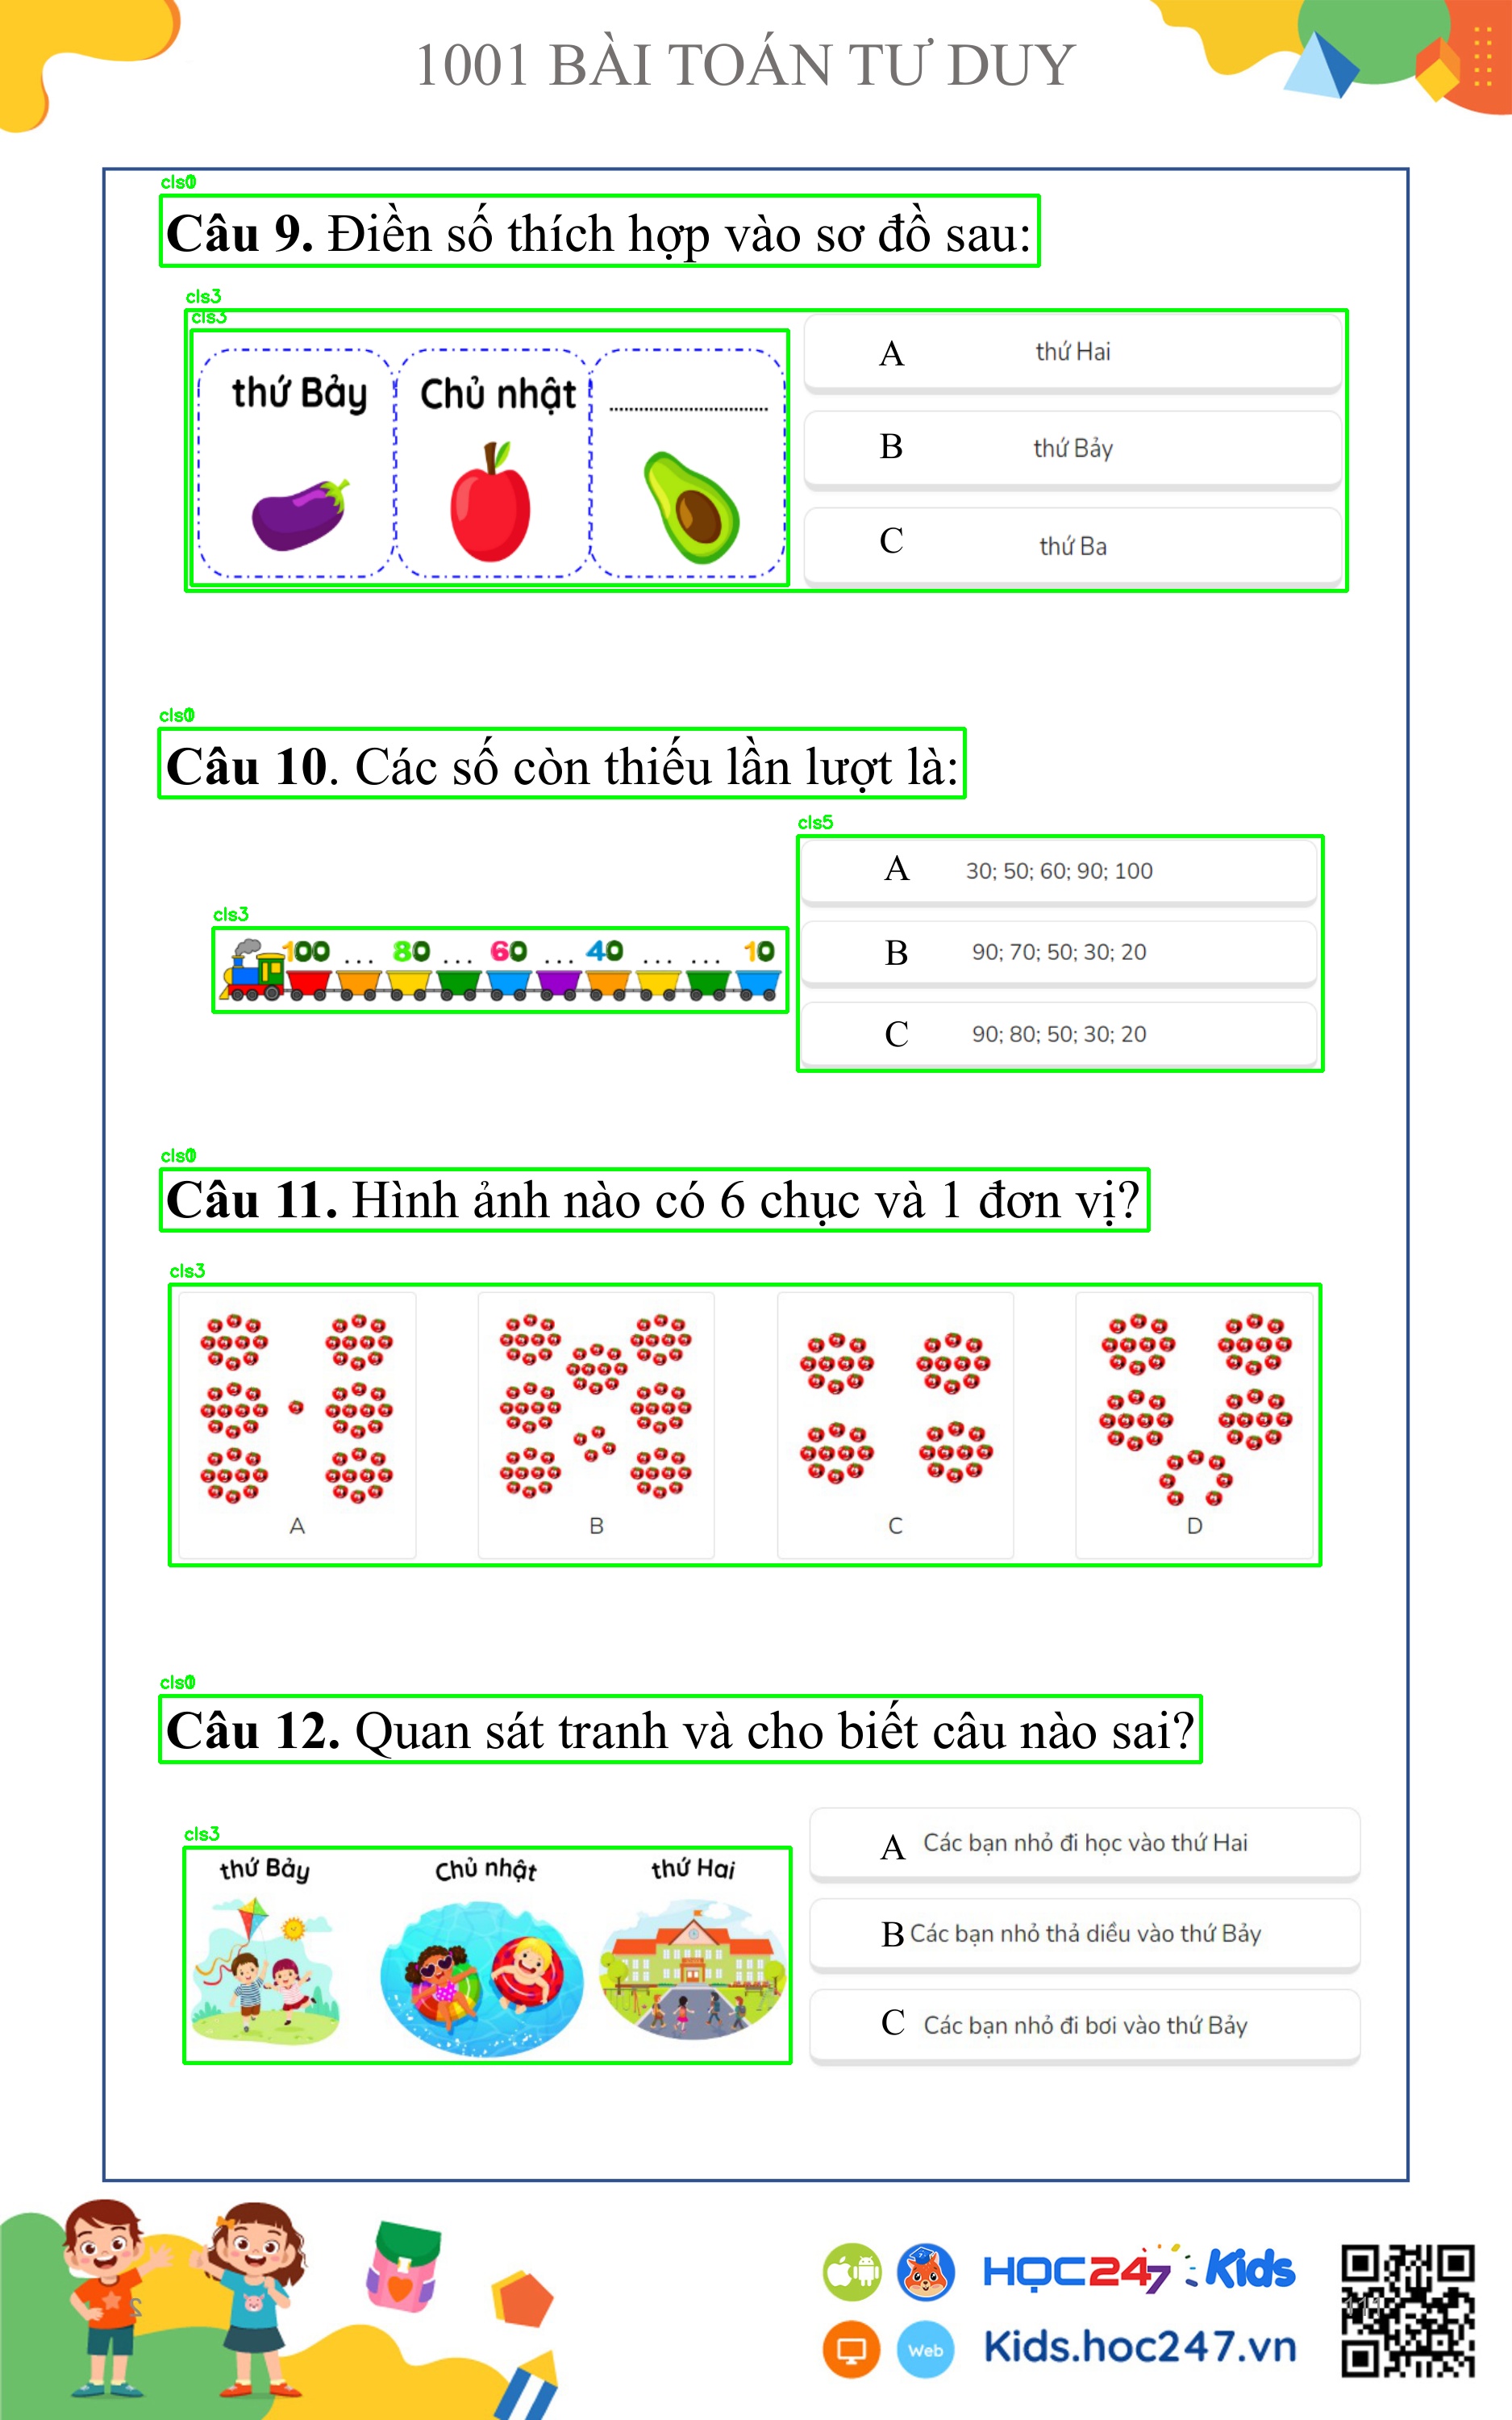 1001 BÀI TOÁN TƯ DUY
cls0
Câu 9. Điền số thích hợp vào sơ đồ sau:
cls3
cls3
thứ Bảy Chủ nhật ............................
A thứ Hai
B thứ Bảy
C thứ Ba
cls0
Câu 10. Các số còn thiếu lần lượt là:
cls5
cls3
100 ... 80 ... 60 ... 40 ... ... 10
A 30; 50; 60; 90; 100
B 90; 70; 50; 30; 20
C 90; 80; 50; 30; 20
cls0
Câu 11. Hình ảnh nào có 6 chục và 1 đơn vị?
cls3
A B C D
cls0
Câu 12. Quan sát tranh và cho biết câu nào sai?
cls3
thứ Bảy Chủ nhật thứ Hai
A Các bạn nhỏ đi học vào thứ Hai
B Các bạn nhỏ thả diều vào thứ Bảy
C Các bạn nhỏ đi bơi vào thứ Bảy
HỌC247 Kids
Web Kids.hoc247.vn